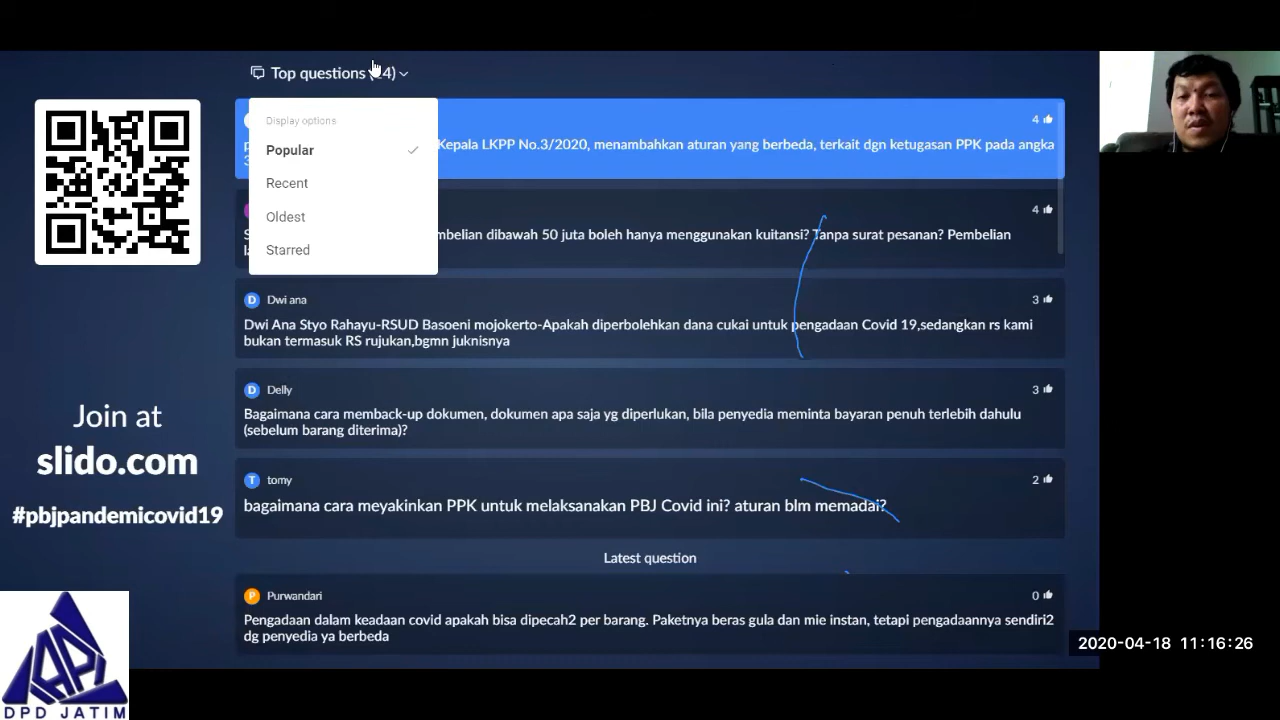 Top questions 4)
Display options
Popular
Recent
Oldest
Starred
4
Kepala LKPP No.3/2020, menambahkan aturan yang berbeda, terkait dgn ketugasan PPK pada angka
4
mbelian dibawah 50 juta boleh hanya menggunakan kuitansi? Tanpa surat pesanan? Pembelian
D Dwi ana
3
Dwi Ana Styo Rahayu-RSUD Basoeni mojokerto-Apakah diperbolehkan dana cukai untuk pengadaan Covid 19,sedangkan rs kami
bukan termasuk RS rujukan,bgmn juknisnya
D Delly
3
Bagaimana cara memback-up dokumen, dokumen apa saja yg diperlukan, bila penyedia meminta bayaran penuh terlebih dahulu
(sebelum barang diterima)?
T tomy
2
bagaimana cara meyakinkan PPK untuk melaksanakan PBJ Covid ini? aturan blm memadai?
Latest question
P Purwandari
0
Pengadaan dalam keadaan covid apakah bisa dipecah2 per barang. Paketnya beras gula dan mie instan, tetapi pengadaannya sendiri2
dg penyedia ya berbeda
Join at
slido.com
#pbjpandemicovid19
DPD JATIM
2020-04-18 11:16:26